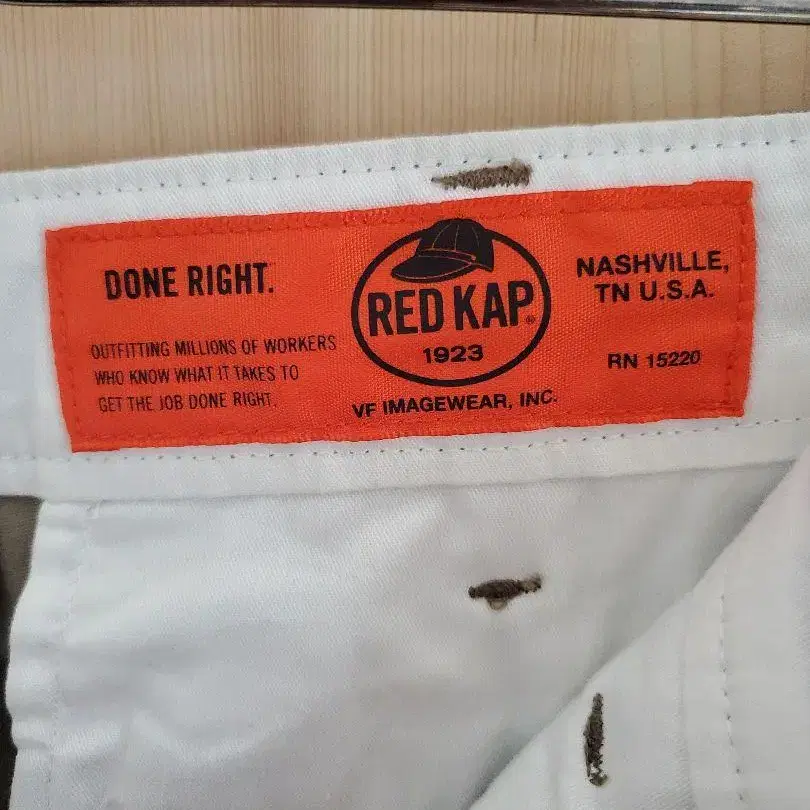 DONE RIGHT.
OUTFITTING MILLIONS OF WORKERS
WHO KNOW WHAT IT TAKES TO
GET THE JOB DONE RIGHT.
RED KAP®
1923
VF IMAGEWEAR, INC.
NASHVILLE,
TN U.S.A.
RN 15220